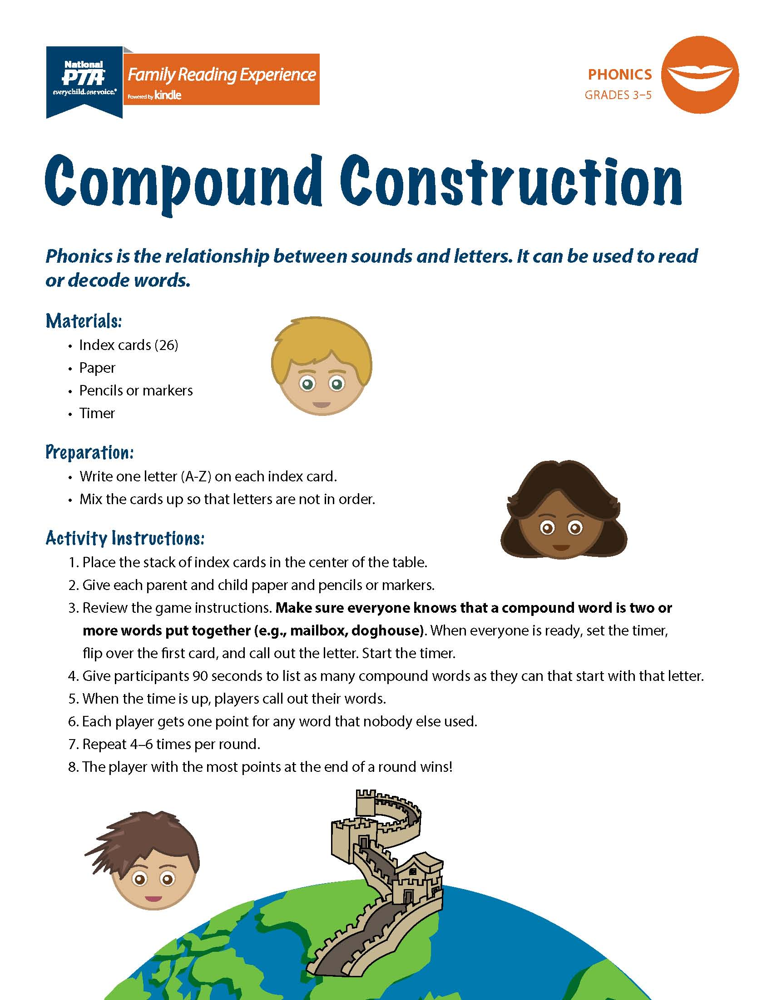 National
PTA
everychild.onevoice.®
Family Reading Experience
Powered by kindle
PHONICS
GRADES 3–5
Compound Construction
Phonics is the relationship between sounds and letters. It can be used to read
or decode words.
Materials:
• Index cards (26)
• Paper
• Pencils or markers
• Timer
Preparation:
• Write one letter (A-Z) on each index card.
• Mix the cards up so that letters are not in order.
Activity Instructions:
1. Place the stack of index cards in the center of the table.
2. Give each parent and child paper and pencils or markers.
3. Review the game instructions. Make sure everyone knows that a compound word is two or
more words put together (e.g., mailbox, doghouse). When everyone is ready, set the timer,
flip over the first card, and call out the letter. Start the timer.
4. Give participants 90 seconds to list as many compound words as they can that start with that letter.
5. When the time is up, players call out their words.
6. Each player gets one point for any word that nobody else used.
7. Repeat 4–6 times per round.
8. The player with the most points at the end of a round wins!